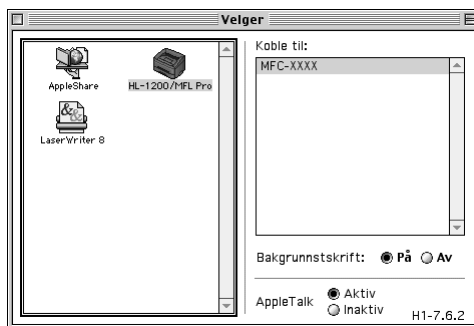 Velger
AppleShare
HL-1200/MFL Pro
LaserWriter 8
Koble til:
MFC-XXXX
Bakgrunnstskrift: På Av
AppleTalk Aktiv
Inaktiv
H1-7.6.2